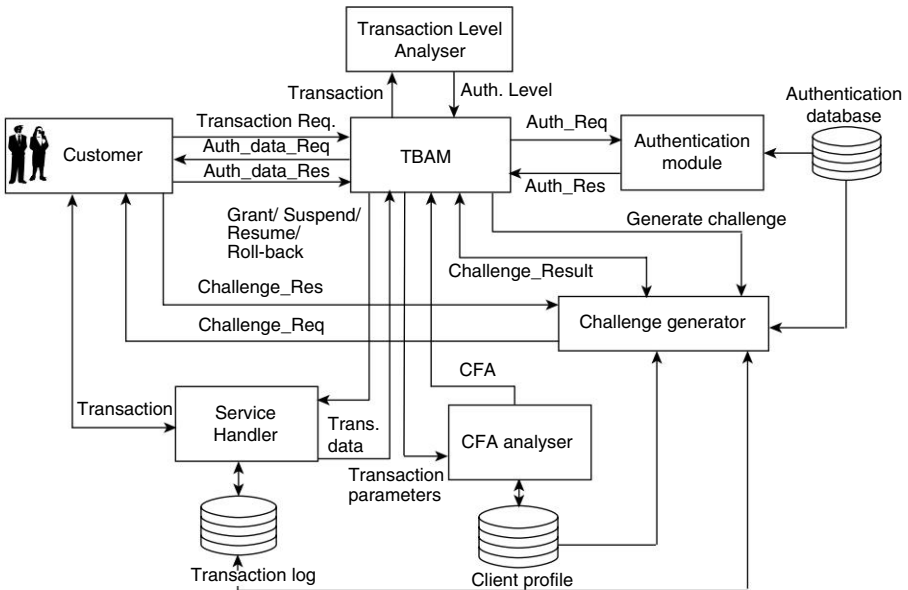 Transaction Level
Analyser
Transaction
Auth. Level
Authentication
database
Customer
Transaction Req.
Auth_data_Req
Auth_data_Res
TBAM
Auth_Req
Auth_Res
Authentication
module
Grant/ Suspend/
Resume/
Roll-back
Generate challenge
Challenge_Result
Challenge_Res
Challenge_Req
Challenge generator
CFA
Transaction
Service
Handler
Trans.
data
CFA analyser
Transaction
parameters
Transaction log
Client profile